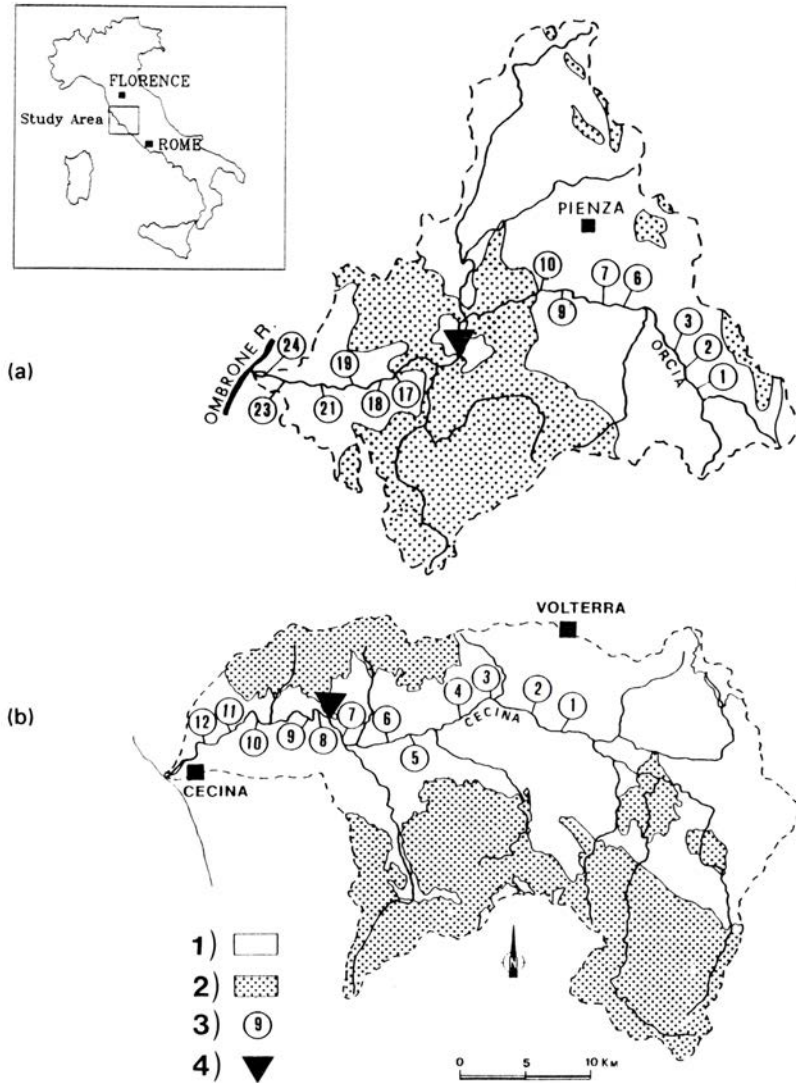 FLORENCE
Study Area
ROME
(a)
PIENZA
10
7
6
9
3
2
1
ORCIA
OMBRONE R.
24
23
21
19
18
17
(b)
VOLTERRA
CECINA
12
11
10
9
8
7
6
5
4
3
2
1
CECINA
1)
2)
3) 9
4)
N
0 5 10 KM